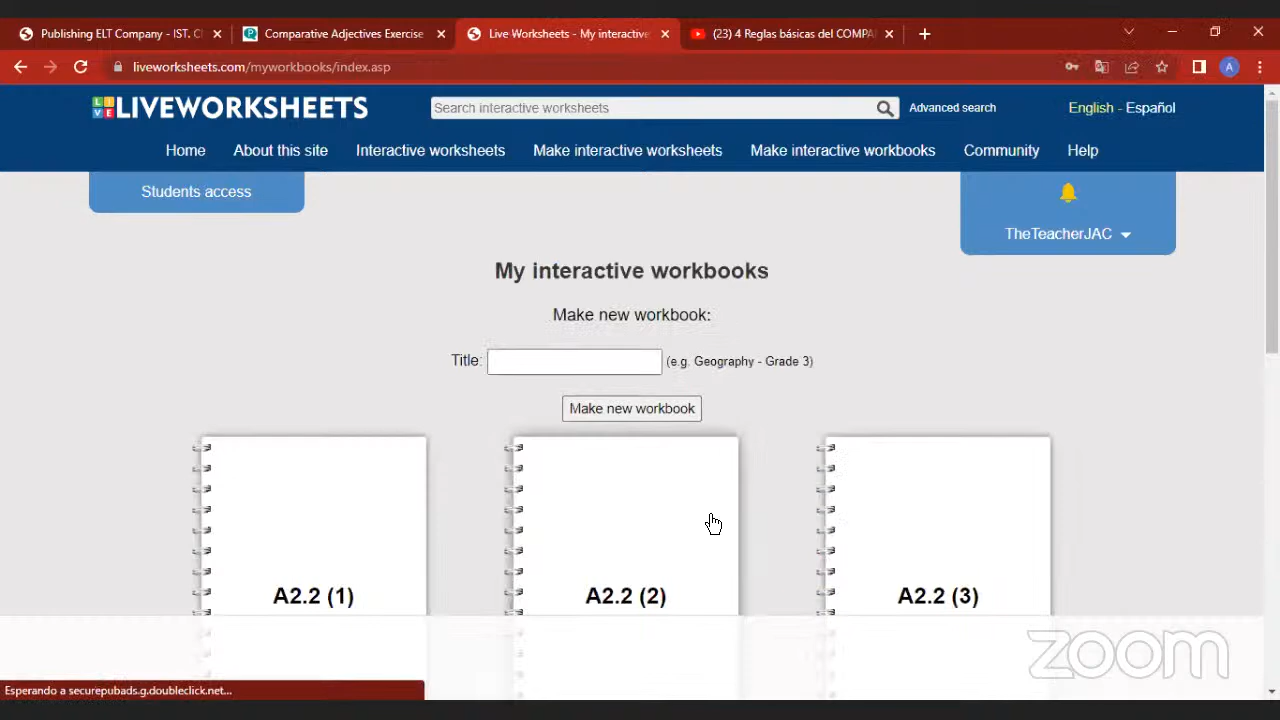 Publishing ELT Company - IST. C
Comparative Adjectives Exercise
Live Worksheets - My interactive
(23) 4 Reglas básicas del COMPA
liveworksheets.com/myworkbooks/index.asp
A
LIVEWORKSHEETS
Search interactive worksheets
Advanced search
English - Español
Home
About this site
Interactive worksheets
Make interactive worksheets
Make interactive workbooks
Community
Help
Students access
TheTeacherJAC
My interactive workbooks
Make new workbook:
Title:
(e.g. Geography - Grade 3)
Make new workbook
A2.2 (1)
A2.2 (2)
A2.2 (3)
zoom
Esperando a securepubads.g.doubleclick.net...